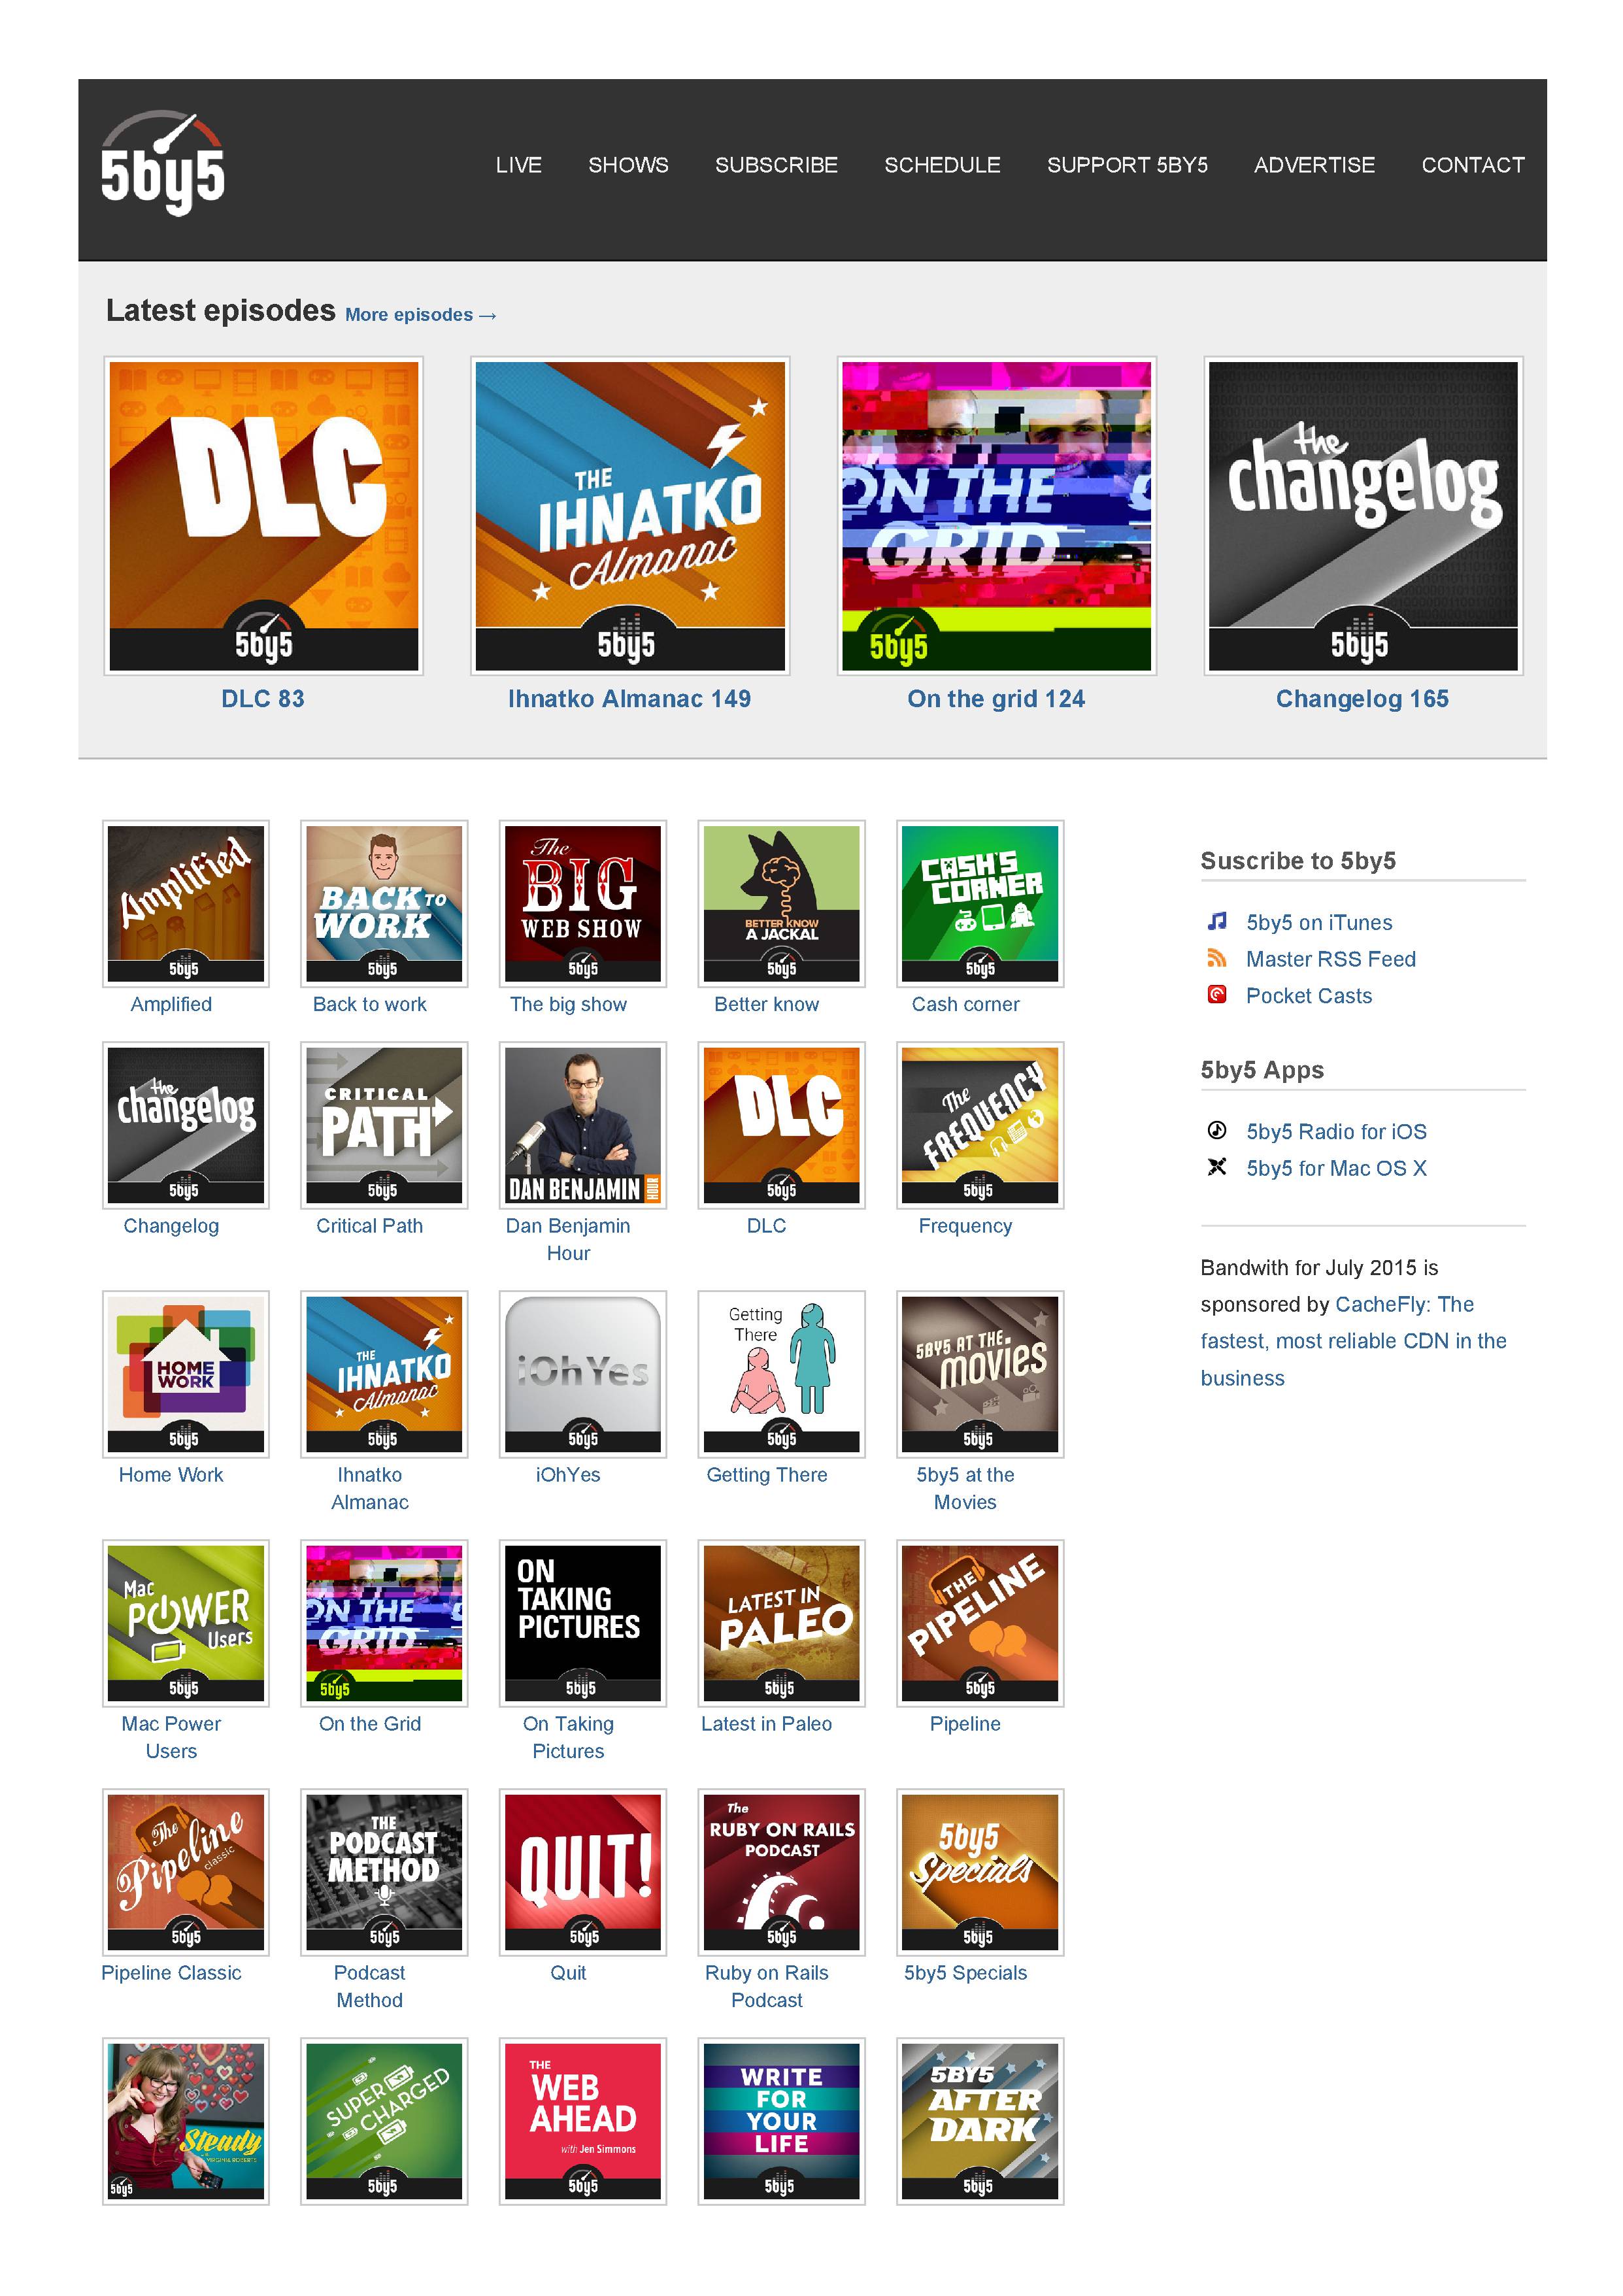 5by5
LIVE SHOWS SUBSCRIBE SCHEDULE SUPPORT 5BY5 ADVERTISE CONTACT
Latest episodes More episodes →
DLC
5by5
THE
IHNATKO
Almanac
5by5
ON THE
GRID
5by5
the
changelog
5by5
DLC 83
Ihnatko Almanac 149
On the grid 124
Changelog 165
Amplified
5by5
BACK TO
WORK
5by5
The
BIG
WEB SHOW
5by5
BETTER KNOW
A JACKAL
5by5
CASH'S
CORNER
5by5
Amplified
Back to work
The big show
Better know
Cash corner
the
changelog
5by5
CRITICAL
PATH
5by5
DAN BENJAMIN
HOUR
DLC
5by5
The
FREQUENCY
5by5
Changelog
Critical Path
Dan Benjamin
Hour
DLC
Frequency
HOME
WORK
5by5
THE
IHNATKO
Almanac
5by5
iOhYes
5by5
Getting
There
5by5
5BY5 AT THE.
movies
5by5
Home Work
Ihnatko
Almanac
iOhYes
Getting There
5by5 at the
Movies
Mac
POWER
Users
5by5
ON THE
GRID
5by5
ON
TAKING
PICTURES
5by5
LATEST IN
PALEO
5by5
THE
PIPELINE
5by5
Mac Power
Users
On the Grid
On Taking
Pictures
Latest in Paleo
Pipeline
The
Pipeline
classic
5by5
THE
PODCAST
METHOD
5by5
QUIT!
5by5
The
RUBY ON RAILS
PODCAST
5by5
5by5
Specials
5by5
Pipeline Classic
Podcast
Method
Quit
Ruby on Rails
Podcast
5by5 Specials
Steady
VIRGINIA ROBERTS
5by5
SUPER
CHARGED
5by5
THE
WEB
AHEAD
with Jen Simmons
5by5
WRITE
FOR
YOUR
LIFE
5by5
5BY5
AFTER
DARK
5by5
Suscribe to 5by5
5by5 on iTunes
Master RSS Feed
Pocket Casts
5by5 Apps
5by5 Radio for iOS
5by5 for Mac OS X
Bandwith for July 2015 is
sponsored by CacheFly: The
fastest, most reliable CDN in the
business